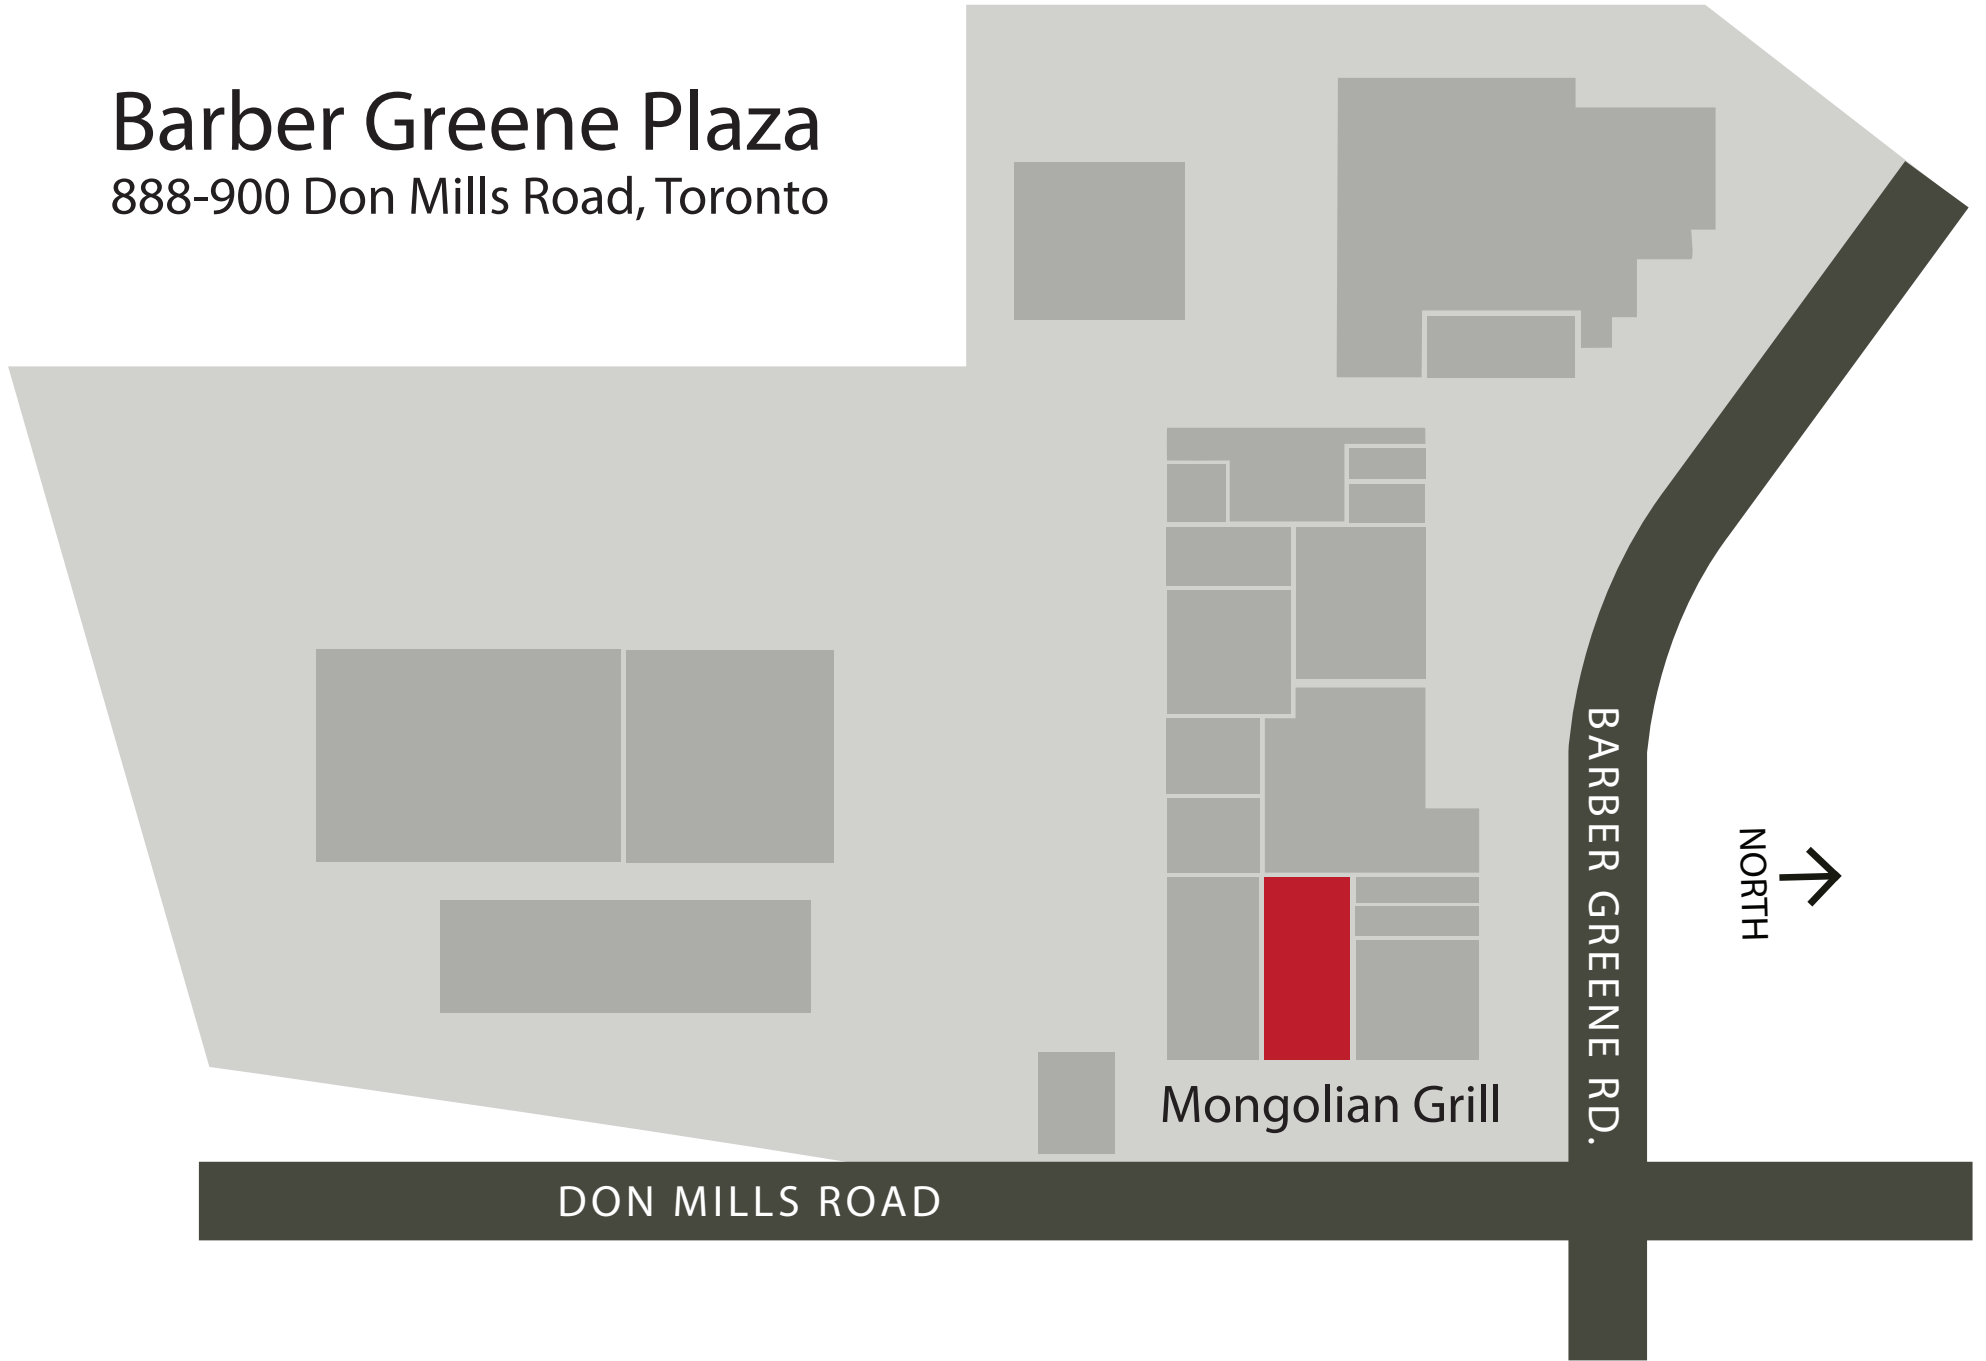 Barber Greene Plaza
888-900 Don Mills Road, Toronto
BARBER GREENE RD.
NORTH
Mongolian Grill
DON MILLS ROAD